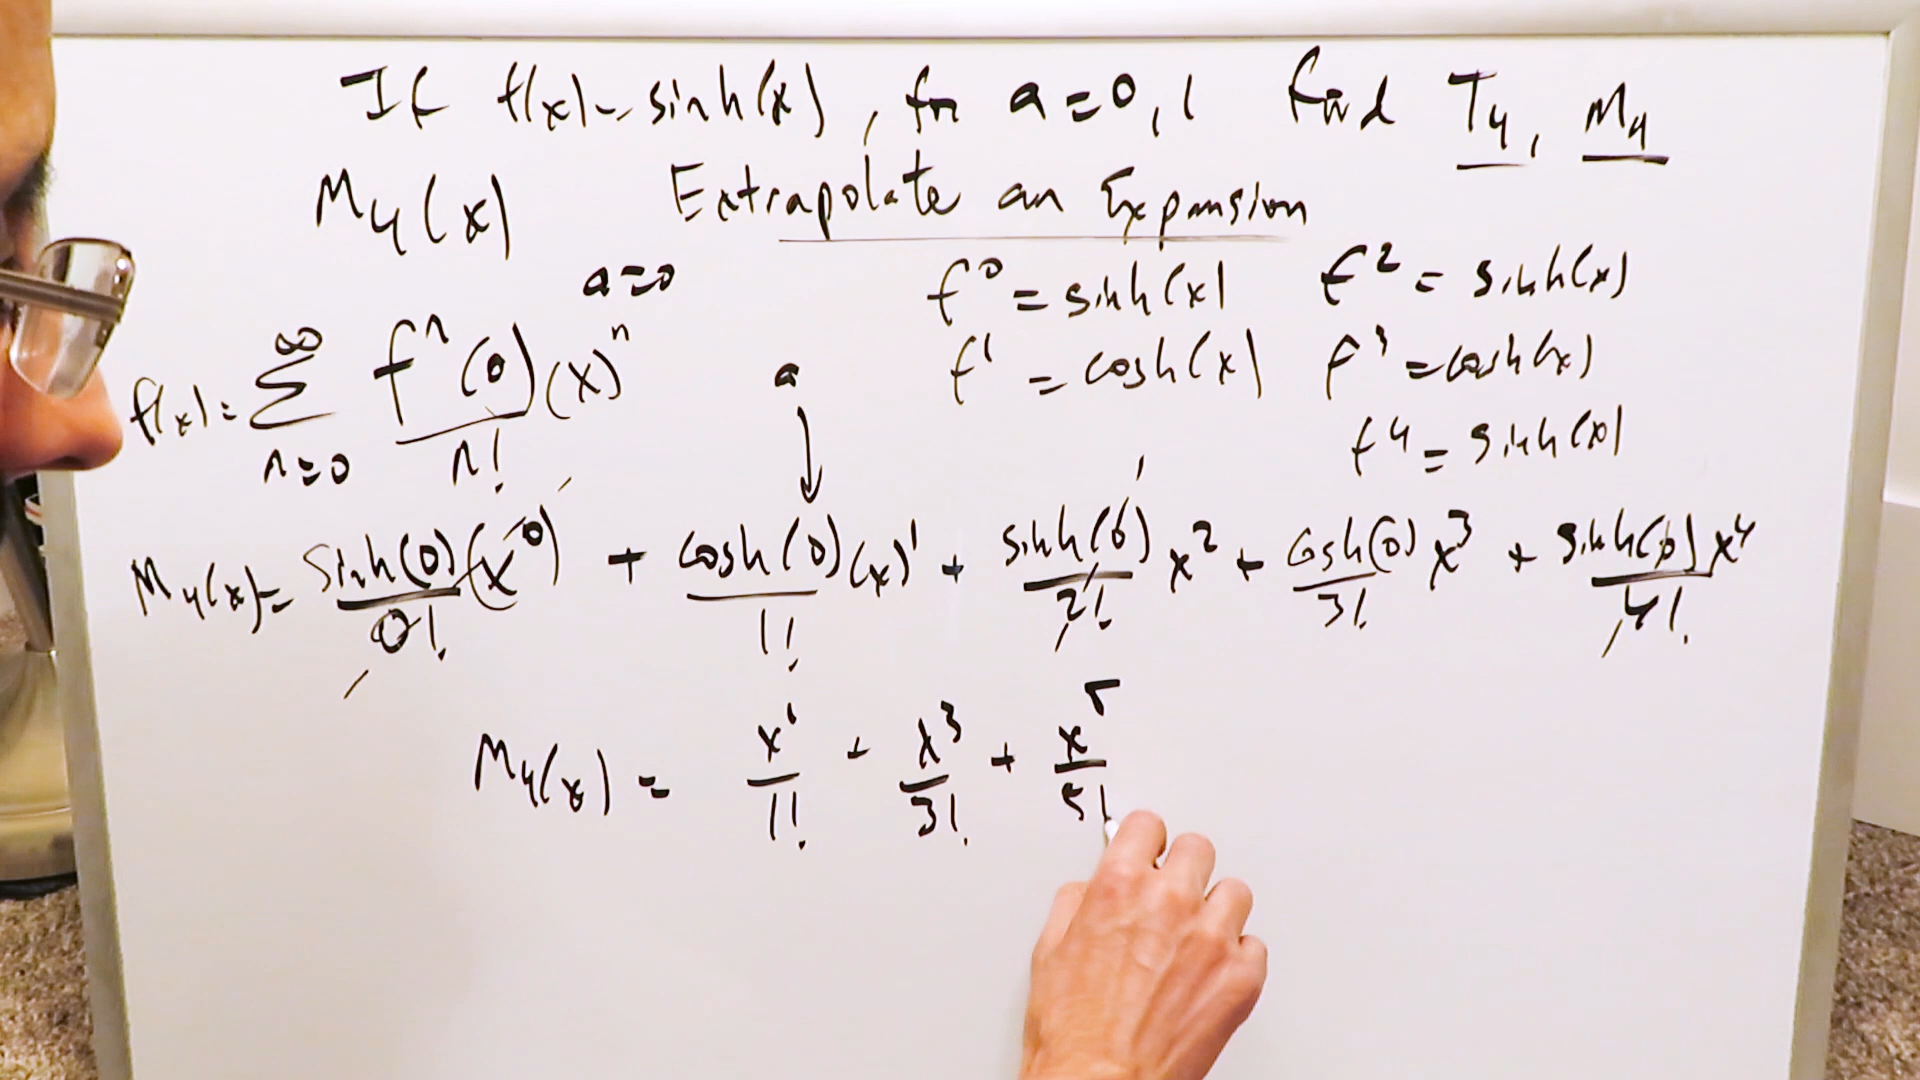 If f(x) = sinh(x), for a=0,1 find T₄, M₄
M₄(x) Extrapolate an Expansion
a=0
f⁰ = sinh(x) f² = sinh(x)
f¹ = cosh(x) f³ = cosh(x)
f⁴ = sinh(x)
f(x) = ∞ Σ n=0 fⁿ(0)/n! (x)ⁿ
a ↓
M₄(x) = sinh(0)/0! (x⁰) + cosh(0)/1! (x)¹ + sinh(0)/2! x² + cosh(0)/3! x³ + sinh(0)/4! x⁴
M₄(x) = x¹/1! + x³/3! + x⁵/5!